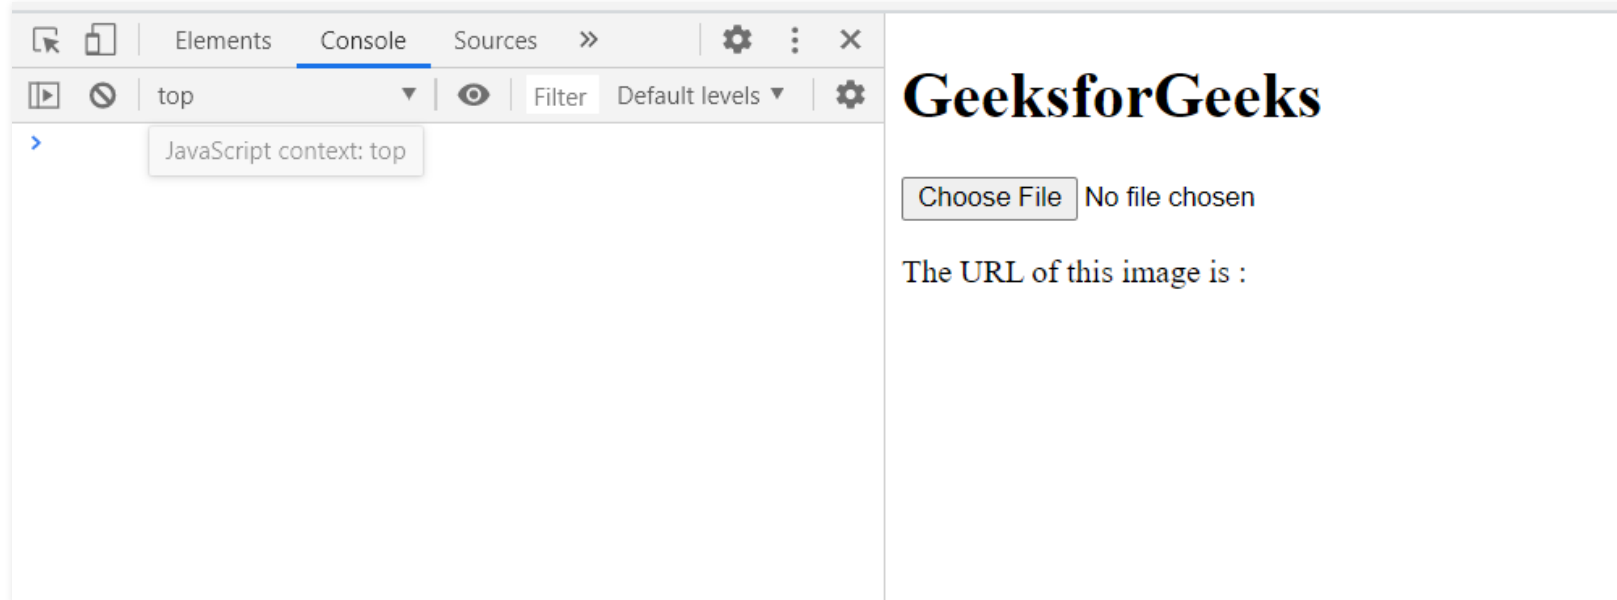 Elements Console Sources
top Filter Default levels
JavaScript context: top
GeeksforGeeks
Choose File No file chosen
The URL of this image is :